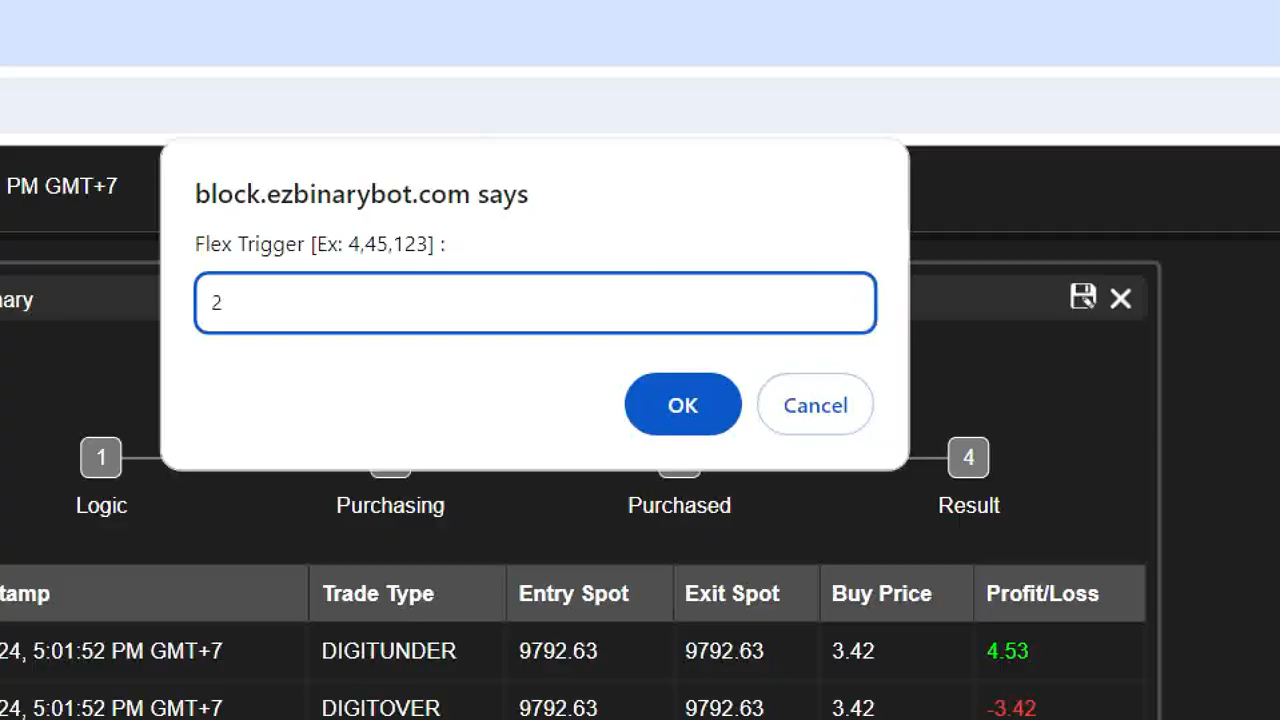 PM GMT+7
block.ezbinarybot.com says
Flex Trigger [Ex: 4,45,123] :
2
ary
OK Cancel
1 4
Logic Purchasing Purchased Result
tamp Trade Type Entry Spot Exit Spot Buy Price Profit/Loss
24, 5:01:52 PM GMT+7 DIGITUNDER 9792.63 9792.63 3.42 4.53
24, 5:01:52 PM GMT+7 DIGITOVER 9792.63 9792.63 3.42 -3.42